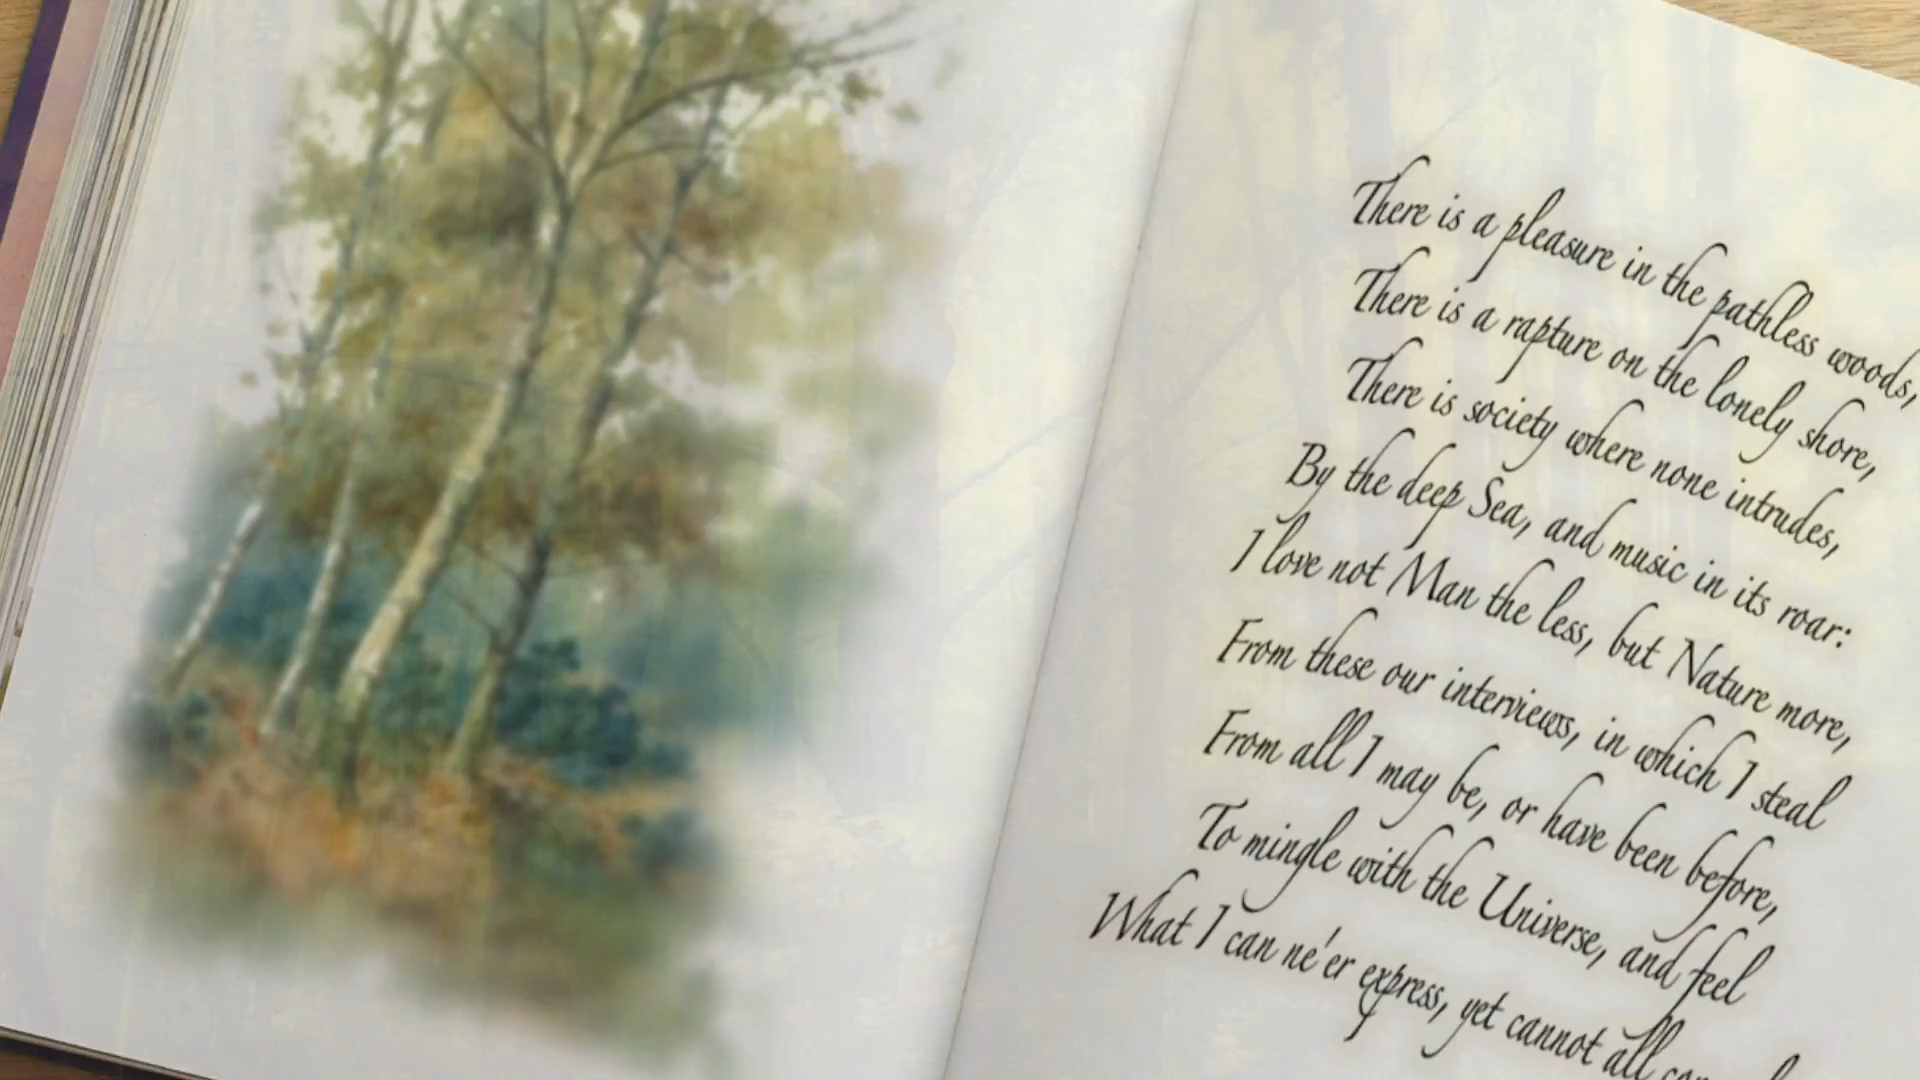 There is a pleasure in the pathless woods,
There is a rapture on the lonely shore,
There is society where none intrudes,
By the deep Sea, and music in its roar:
I love not Man the less, but Nature more,
From these our interviews, in which I steal
From all I may be, or have been before,
To mingle with the Universe, and feel
What I can ne'er express, yet cannot all